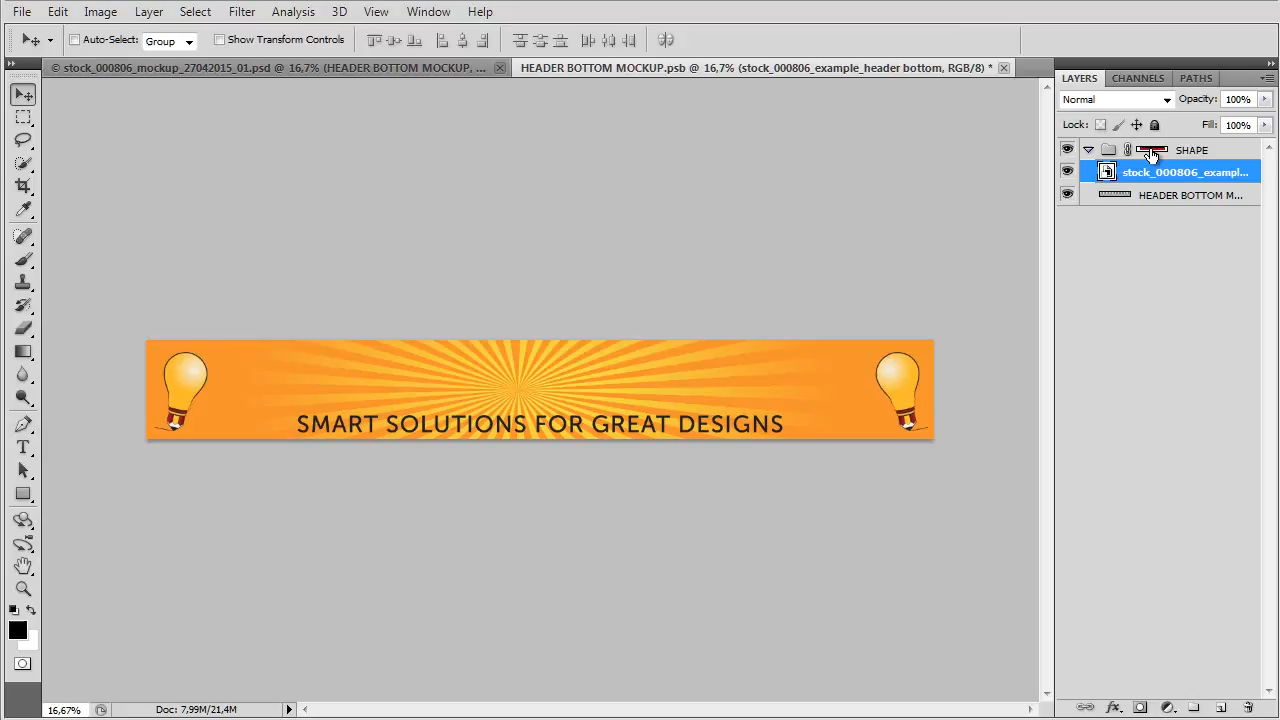 File Edit Image Layer Select Filter Analysis 3D View Window Help
Auto-Select: Group Show Transform Controls
© stock_000806_mockup_27042015_01.psd @ 16,7% (HEADER BOTTOM MOCKUP, ...
HEADER BOTTOM MOCKUP.psb @ 16,7% (stock_000806_example_header bottom, RGB/8) *
LAYERS CHANNELS PATHS
Normal Opacity: 100%
Lock: Fill: 100%
SHAPE
stock_000806_exampl...
HEADER BOTTOM M...
SMART SOLUTIONS FOR GREAT DESIGNS
16,67% Doc: 7,99M/21,4M